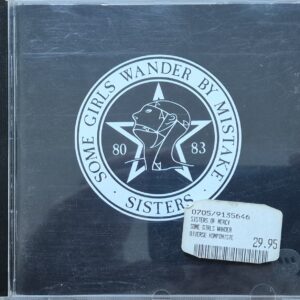 SOME GIRLS WANDER BY MISTAKE
80 83
· SISTERS ·
0705/9135646
SISTERS OF MERCY
SOME GIRLS WANDER
DIVERSE KOMPONISTE
29.95